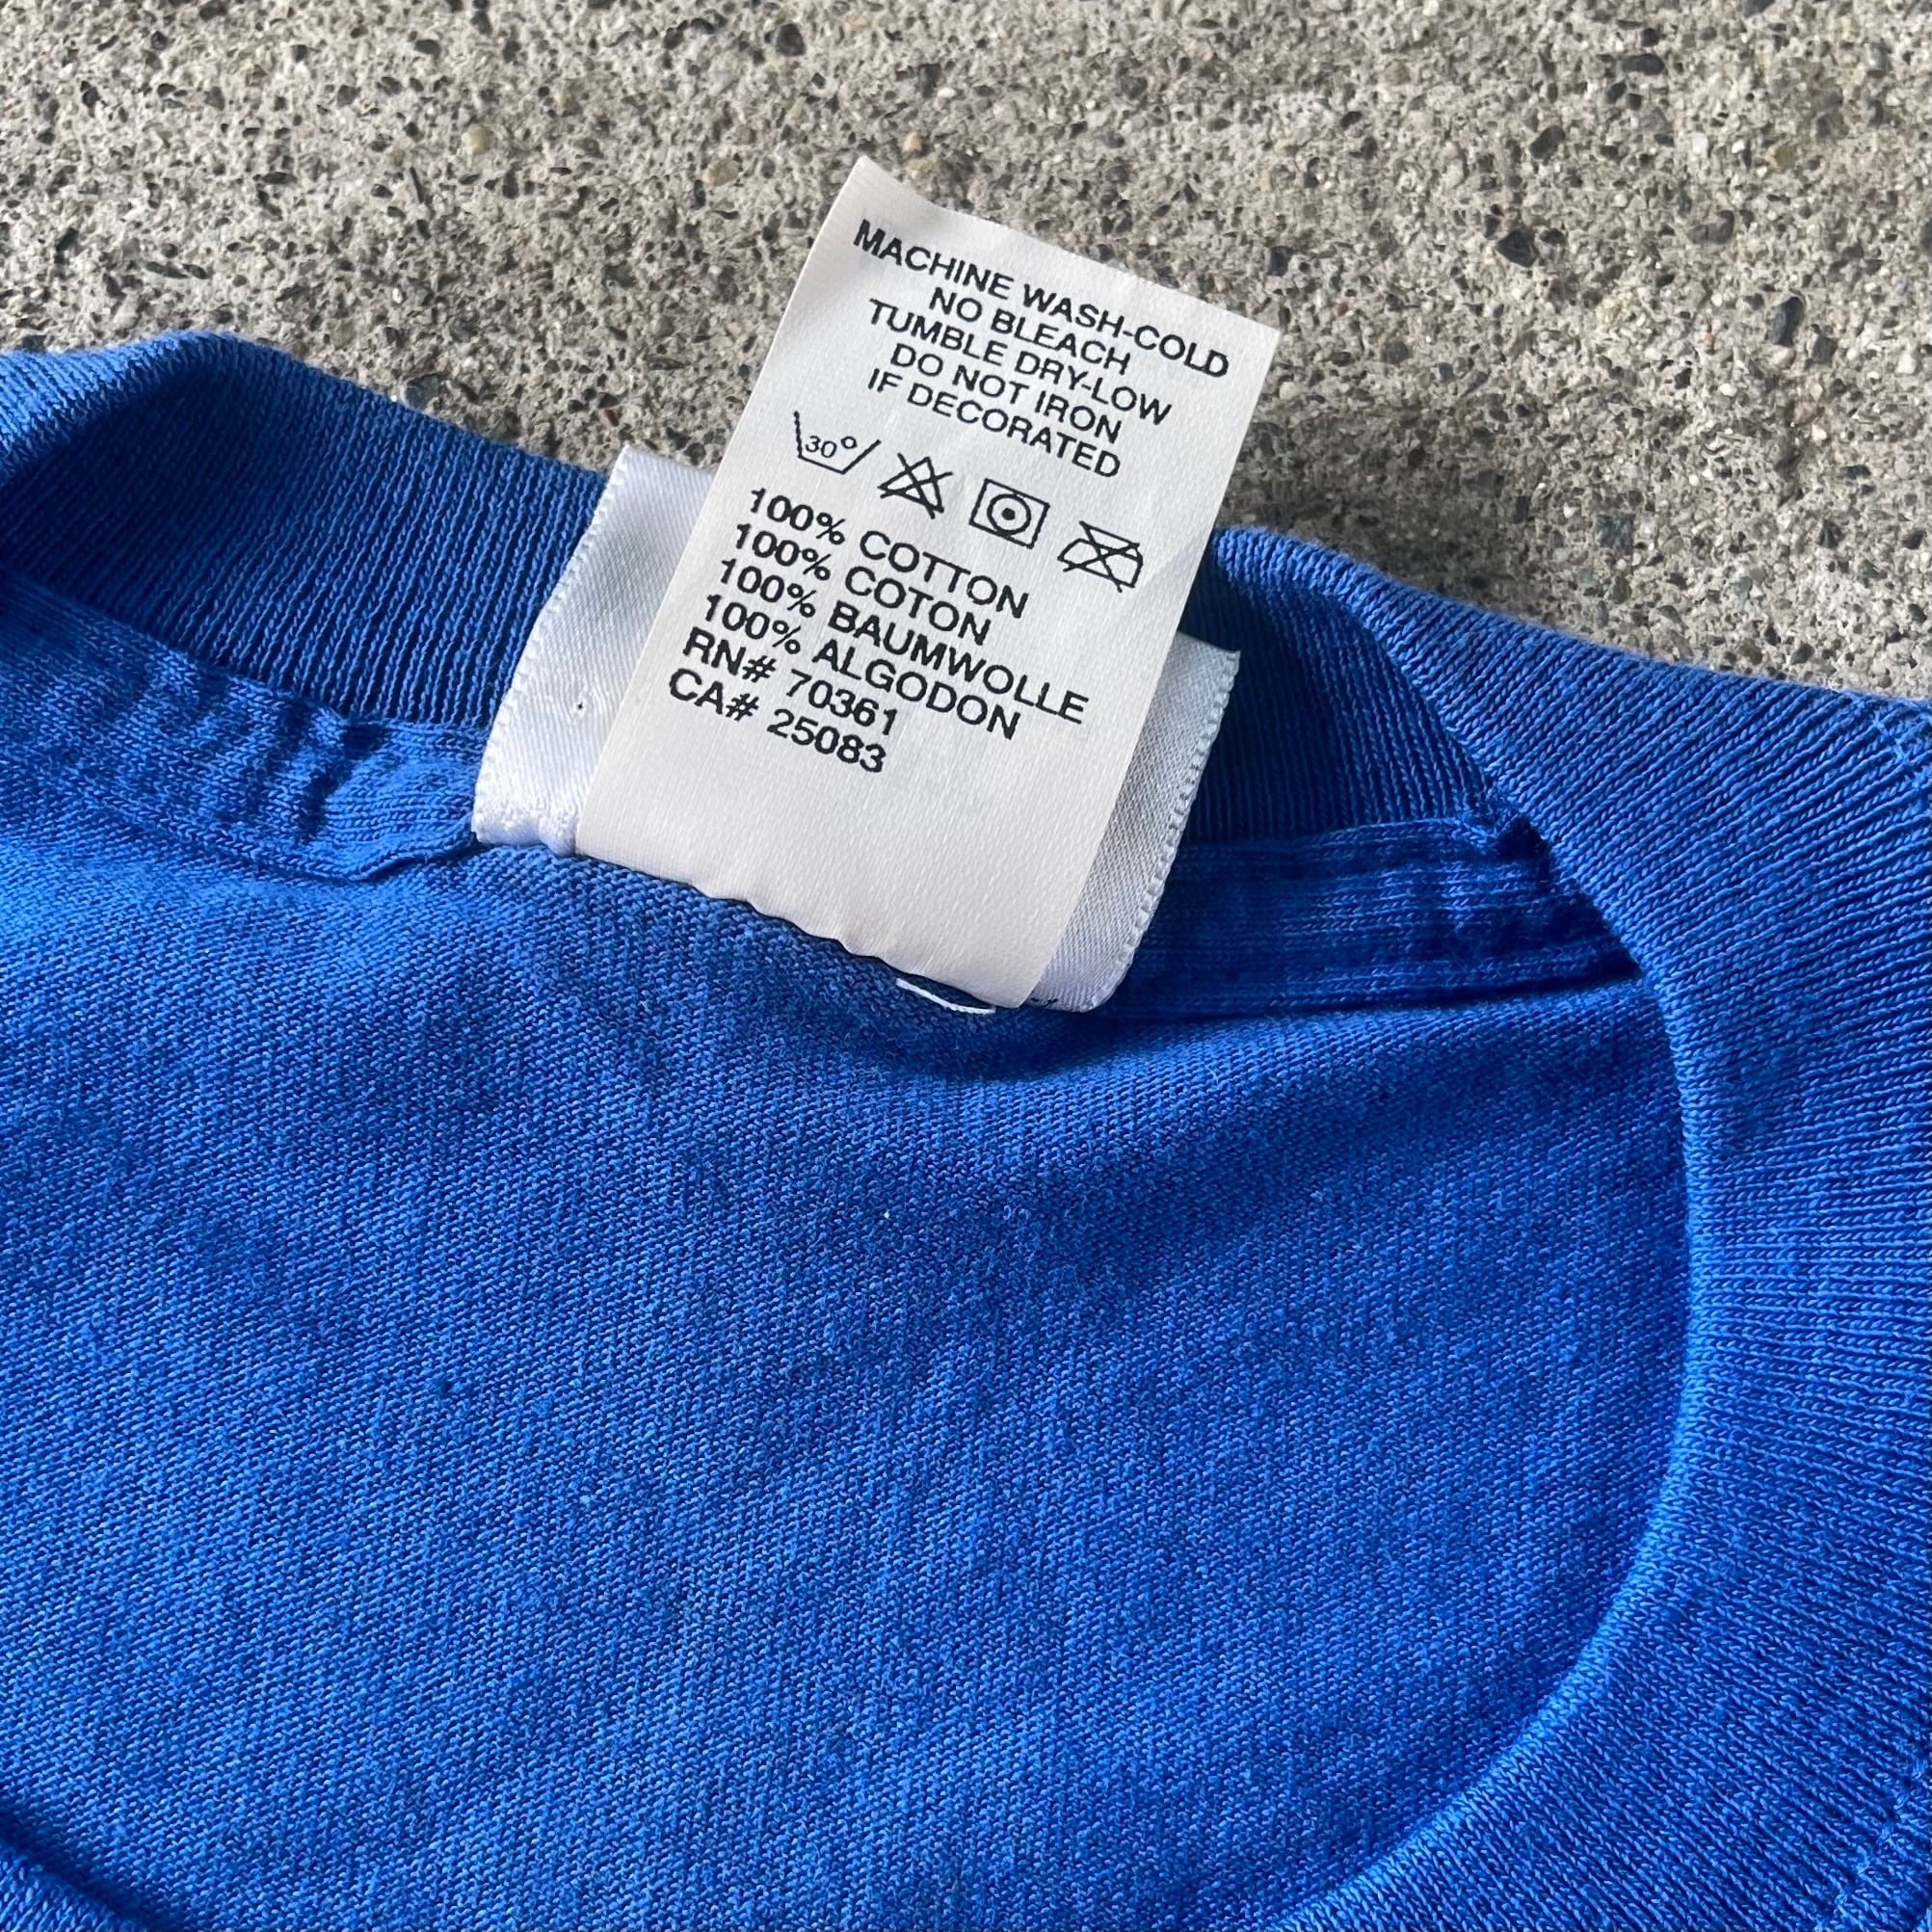 MACHINE WASH-COLD
NO BLEACH
TUMBLE DRY-LOW
DO NOT IRON
IF DECORATED
30°
100% COTTON
100% COTON
100% BAUMWOLLE
100% ALGODON
RN# 70361
CA# 25083